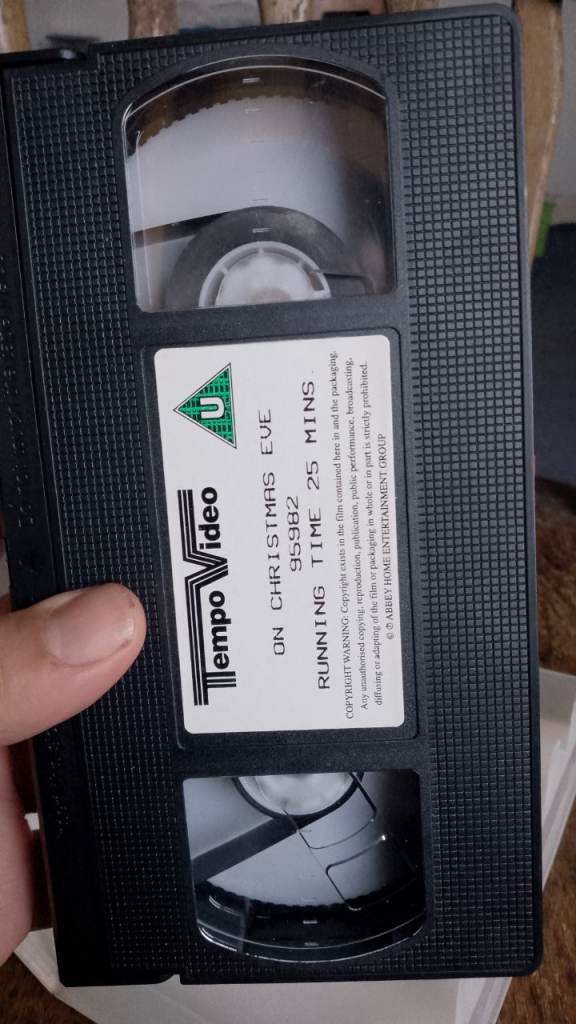 Tempo Video
U
ON CHRISTMAS EVE
95982
RUNNING TIME 25 MINS.
COPYRIGHT WARNING: Copyright exists in the film contained here in and the packaging.
Any unauthorised copying, reproduction, publication, public performance, broadcasting,
diffusing or adapting of the film or packaging in whole or in part is strictly prohibited.
© ℗ ABBEY HOME ENTERTAINMENT GROUP